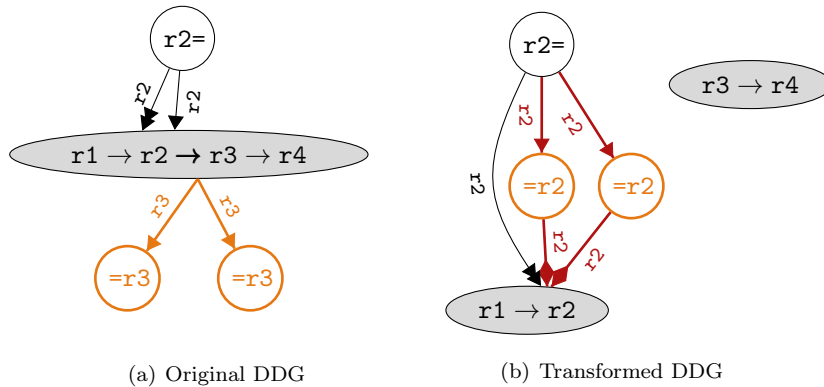 r2=
r2
r2
r1 → r2 → r3 → r4
r3
r3
=r3
=r3
(a) Original DDG
r2=
r3 → r4
r2
r2
r2
=r2
=r2
r2
r2
r1 → r2
(b) Transformed DDG